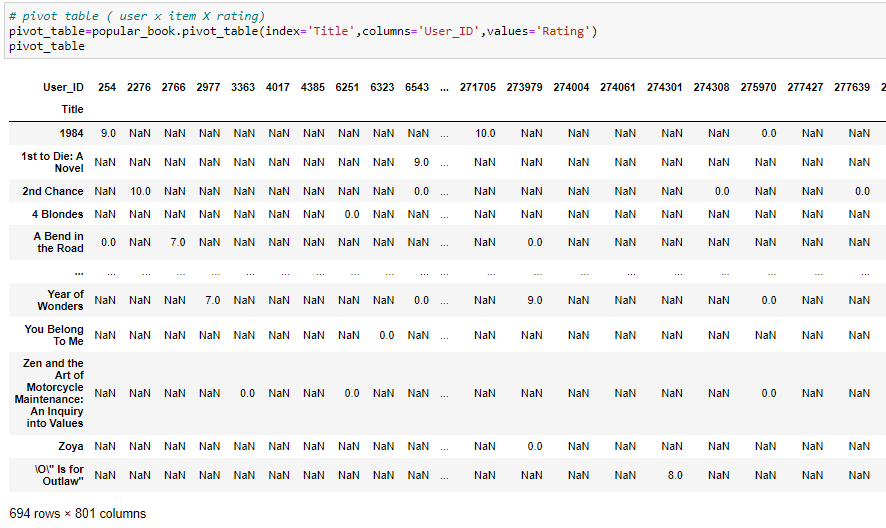 # pivot table ( user x item X rating)
pivot_table=popular_book.pivot_table(index='Title',columns='User_ID',values='Rating')
pivot_table
User_ID 254 2276 2766 2977 3363 4017 4385 6251 6323 6543 ... 271705 273979 274004 274061 274301 274308 275970 277427 277639 2
Title
1984 9.0 NaN NaN NaN NaN NaN NaN NaN NaN NaN ... 10.0 NaN NaN NaN NaN NaN 0.0 NaN NaN
1st to Die: A
Novel NaN NaN NaN NaN NaN NaN NaN NaN NaN 9.0 ... NaN NaN NaN NaN NaN NaN NaN NaN NaN
2nd Chance NaN 10.0 NaN NaN NaN NaN NaN NaN NaN 0.0 ... NaN NaN NaN NaN NaN 0.0 NaN NaN 0.0
4 Blondes NaN NaN NaN NaN NaN NaN NaN 0.0 NaN NaN ... NaN NaN NaN NaN NaN NaN NaN NaN NaN
A Bend in
the Road 0.0 NaN 7.0 NaN NaN NaN NaN NaN NaN NaN ... NaN 0.0 NaN NaN NaN NaN NaN NaN NaN
... ... ... ... ... ... ... ... ... ... ... ... ... ... ... ... ... ... ... ... ...
Year of
Wonders NaN NaN NaN 7.0 NaN NaN NaN NaN NaN 0.0 ... NaN 9.0 NaN NaN NaN NaN 0.0 NaN NaN
You Belong
To Me NaN NaN NaN NaN NaN NaN NaN NaN 0.0 NaN ... NaN NaN NaN NaN NaN NaN NaN NaN NaN
Zen and the
Art of
Motorcycle
Maintenance: NaN NaN NaN NaN 0.0 NaN NaN 0.0 NaN NaN ... NaN NaN NaN NaN NaN NaN 0.0 NaN NaN
An Inquiry
into Values
Zoya NaN NaN NaN NaN NaN NaN NaN NaN NaN NaN ... NaN 0.0 NaN NaN NaN NaN NaN NaN NaN
\O\" Is for
Outlaw" NaN NaN NaN NaN NaN NaN NaN NaN NaN NaN ... NaN NaN NaN NaN 8.0 NaN NaN NaN NaN
694 rows × 801 columns